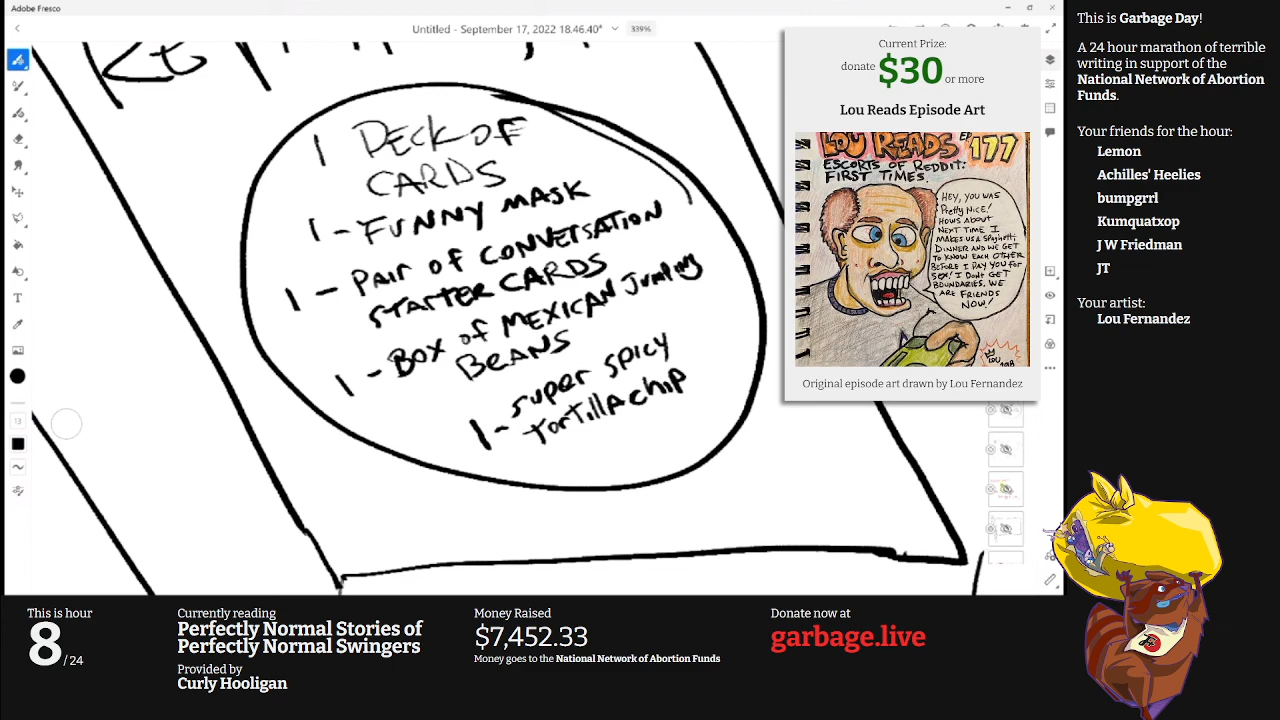 Adobe Fresco
Untitled - September 17, 2022 18.46.40*
339%
1 DECK OF
CARDS
1 - FUNNY MASK
1 - PAIR OF CONVERSATION
STARTER CARDS
1 - BOX of MEXICAN Jumping
BEANS
1 - super spicy
tortilla chip
13
Current Prize:
donate $30 or more
Lou Reads Episode Art
LOU READS EP 177
ESCORTS OF REDDIT:
FIRST TIMES.
HEY, YOU WAS
Pretty NICE!
HOWS ABOUT
NEXT TIME I
MAKES US A SPaghetti
DINNER AND WE GET
TO KNOW EACH OTHER
BEFORE I PAY YOU FOR
SEX! I DONT GET
BOUNDARIES. WE
ARE FRIENDS
NOW!
LOU
Original episode art drawn by Lou Fernandez
This is Garbage Day!
A 24 hour marathon of terrible
writing in support of the
National Network of Abortion
Funds.
Your friends for the hour:
Lemon
Achilles' Heelies
bumpgrrl
Kumquatxop
J W Friedman
JT
Your artist:
Lou Fernandez
This is hour
8 / 24
Currently reading
Perfectly Normal Stories of
Perfectly Normal Swingers
Provided by
Curly Hooligan
Money Raised
$7,452.33
Money goes to the National Network of Abortion Funds
Donate now at
garbage.live